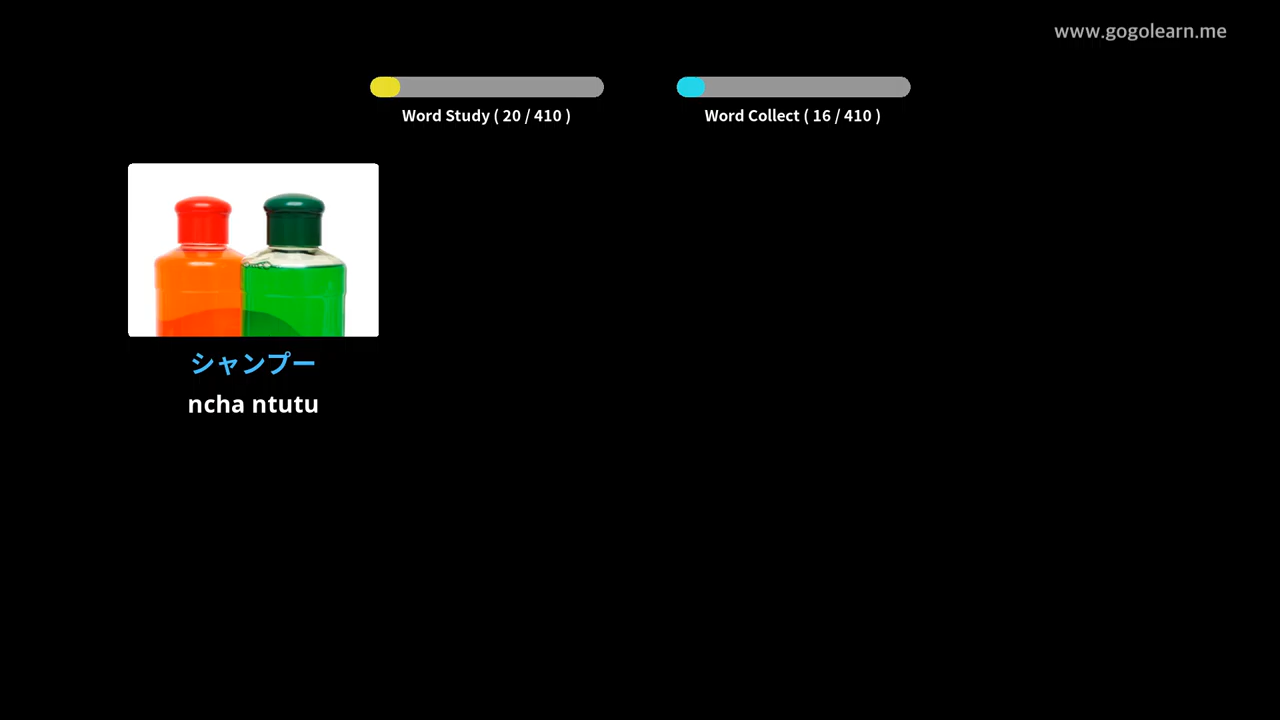 www.gogolearn.me
Word Study ( 20 / 410 )
Word Collect ( 16 / 410 )
シャンプー
ncha ntutu